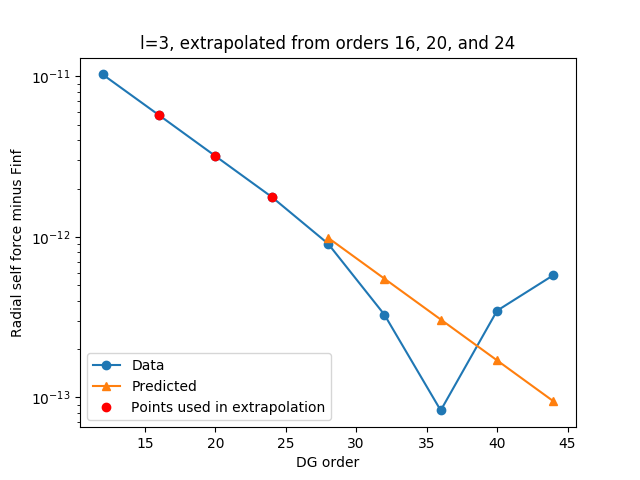 l=3, extrapolated from orders 16, 20, and 24
Radial self force minus Finf
10⁻¹¹
10⁻¹²
10⁻¹³
Data
Predicted
Points used in extrapolation
15 20 25 30 35 40 45
DG order